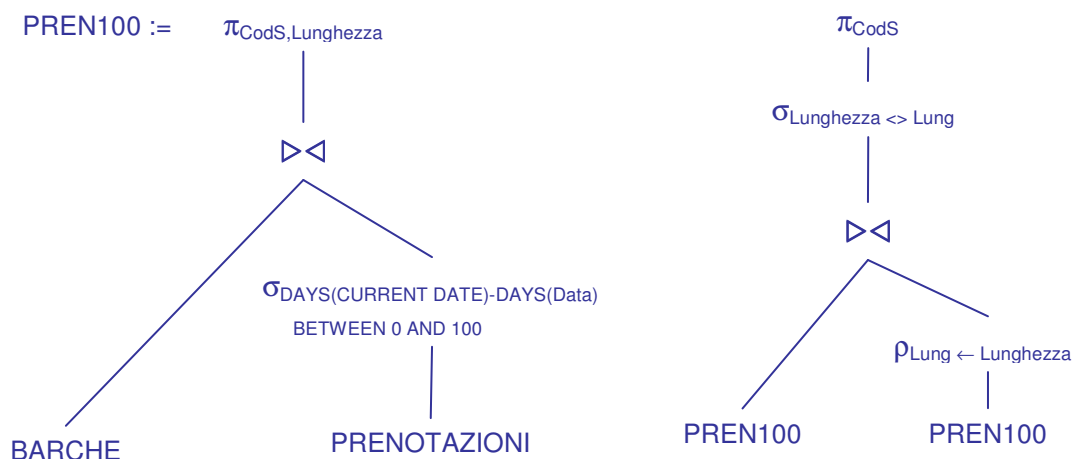 PREN100 := πCodS,Lunghezza
⋈
σDAYS(CURRENT DATE)-DAYS(Data)
BETWEEN 0 AND 100
BARCHE
PRENOTAZIONI
πCodS
σLunghezza <> Lung
⋈
ρLung ← Lunghezza
PREN100
PREN100